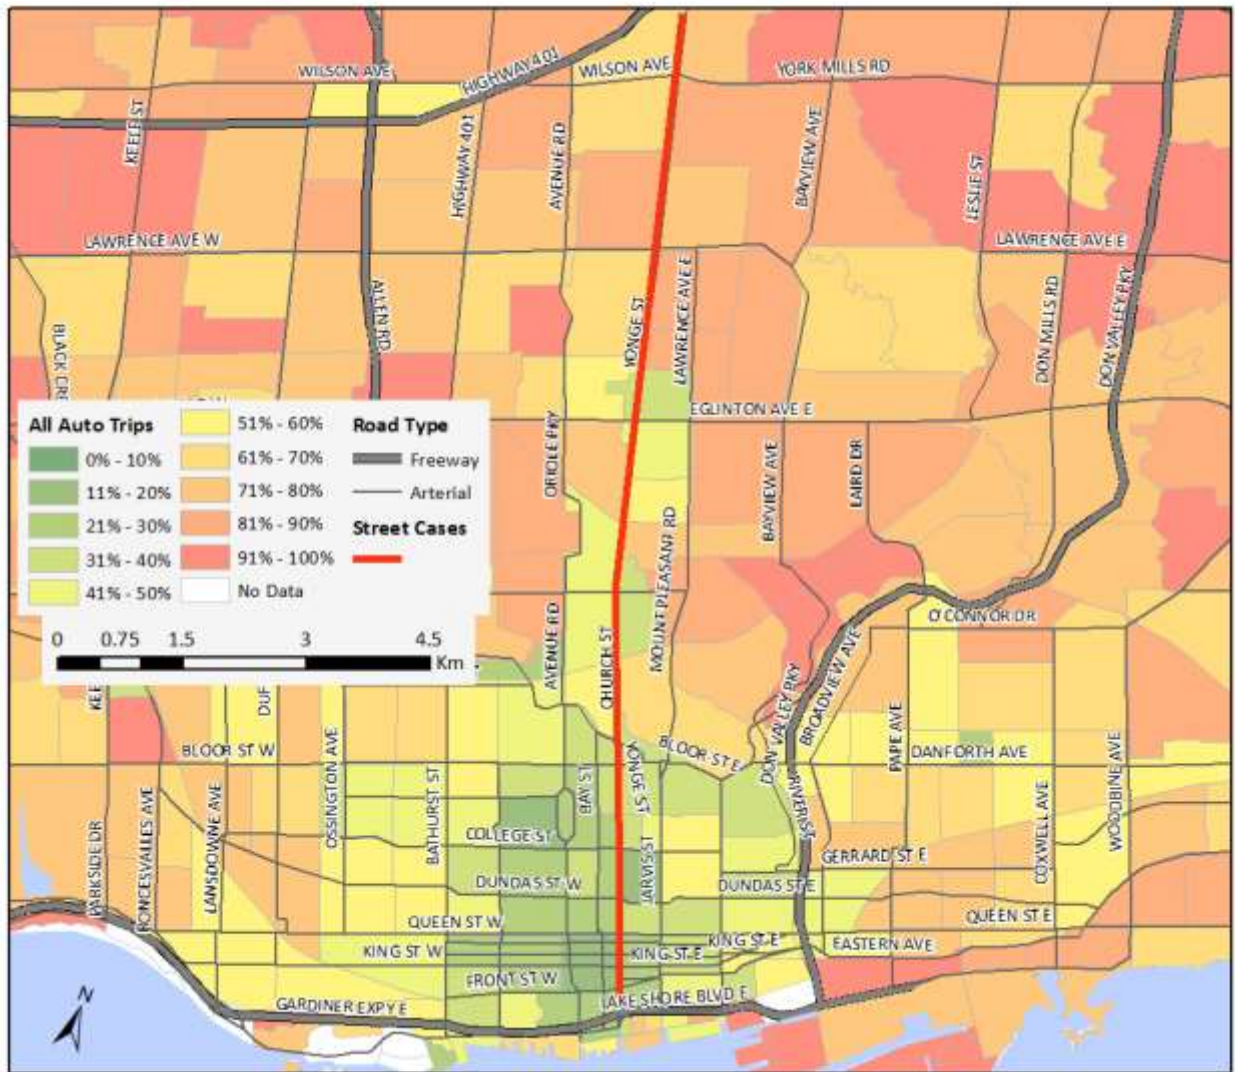 WILSON AVE
HIGHWAY 401
WILSON AVE
YORK MILLS RD
KEELE ST
HIGHWAY 401
AVENUE RD
BAYVIEW AVE
LESLIE ST
LAWRENCE AVE W
LAWRENCE AVE E
BLACK CRE
ALLEN RD
YONGE ST
LAWRENCE AVE E
DON MILLS RD
DON VALLEY PKY
EGLINTON AVE E
All Auto Trips
0% - 10%
11% - 20%
21% - 30%
31% - 40%
41% - 50%
51% - 60%
61% - 70%
71% - 80%
81% - 90%
91% - 100%
No Data
Road Type
Freeway
Arterial
Street Cases
0 0.75 1.5 3 4.5
Km
ORIOLE PKY
MOUNT PLEASANT RD
BAYVIEW AVE
LAIRD DR
O'CONNOR DR
AVENUE RD
CHURCH ST
DON VALLEY PKY
BROADVIEW AVE
KEE
DUF
BLOOR ST W
BLOOR ST E
PAPE AVE
DANFORTH AVE
OSSINGTON AVE
BATHURST ST
BAY ST
YONGE ST
RIVER ST
WOODBINE AVE
PARKSIDE DR
RONCESVALLES AVE
LANSDOWNE AVE
COLLEGE ST
JARVIS ST
GERRARD ST E
COXWELL AVE
DUNDAS ST W
DUNDAS ST E
QUEEN ST W
QUEEN ST E
KING ST W
KING ST E
KING ST E
EASTERN AVE
FRONT ST W
LAKE SHORE BLVD E
GARDINER EXPY E
N